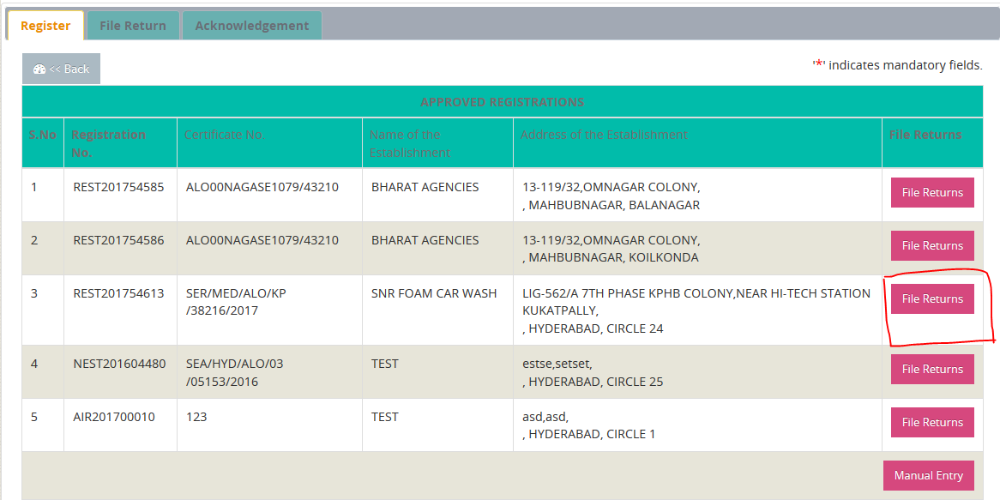 Register File Return Acknowledgement
<< Back
'*' indicates mandatory fields.
APPROVED REGISTRATIONS
S.No Registration No. Certificate No. Name of the Establishment Address of the Establishment File Returns
1 REST201754585 ALO00NAGASE1079/43210 BHARAT AGENCIES 13-119/32,OMNAGAR COLONY, File Returns
, MAHBUBNAGAR, BALANAGAR
2 REST201754586 ALO00NAGASE1079/43210 BHARAT AGENCIES 13-119/32,OMNAGAR COLONY, File Returns
, MAHBUBNAGAR, KOILKONDA
3 REST201754613 SER/MED/ALO/KP SNR FOAM CAR WASH LIG-562/A 7TH PHASE KPHB COLONY,NEAR HI-TECH STATION File Returns
/38216/2017 KUKATPALLY,
, HYDERABAD, CIRCLE 24
4 NEST201604480 SEA/HYD/ALO/03 TEST estse,setset, File Returns
/05153/2016 , HYDERABAD, CIRCLE 25
5 AIR201700010 123 TEST asd,asd, File Returns
, HYDERABAD, CIRCLE 1
Manual Entry